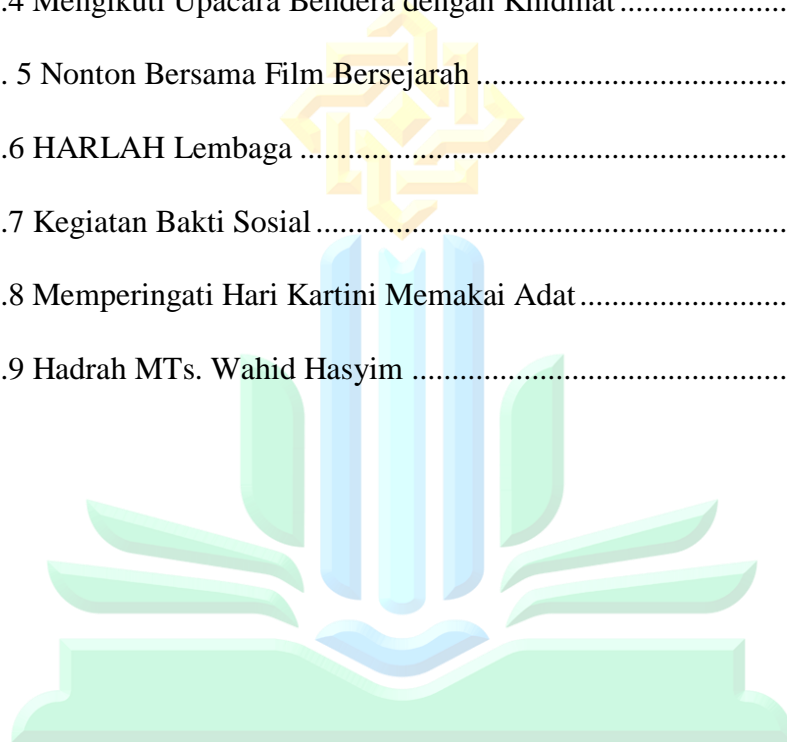 .4 Mengikuti Upacara Bendera dengan Khidmat......................
. 5 Nonton Bersama Film Bersejarah.......................................
.6 HARLAH Lembaga.............................................................
.7 Kegiatan Bakti Sosial...........................................................
.8 Memperingati Hari Kartini Memakai Adat..........................
.9 Hadrah MTs. Wahid Hasyim...............................................